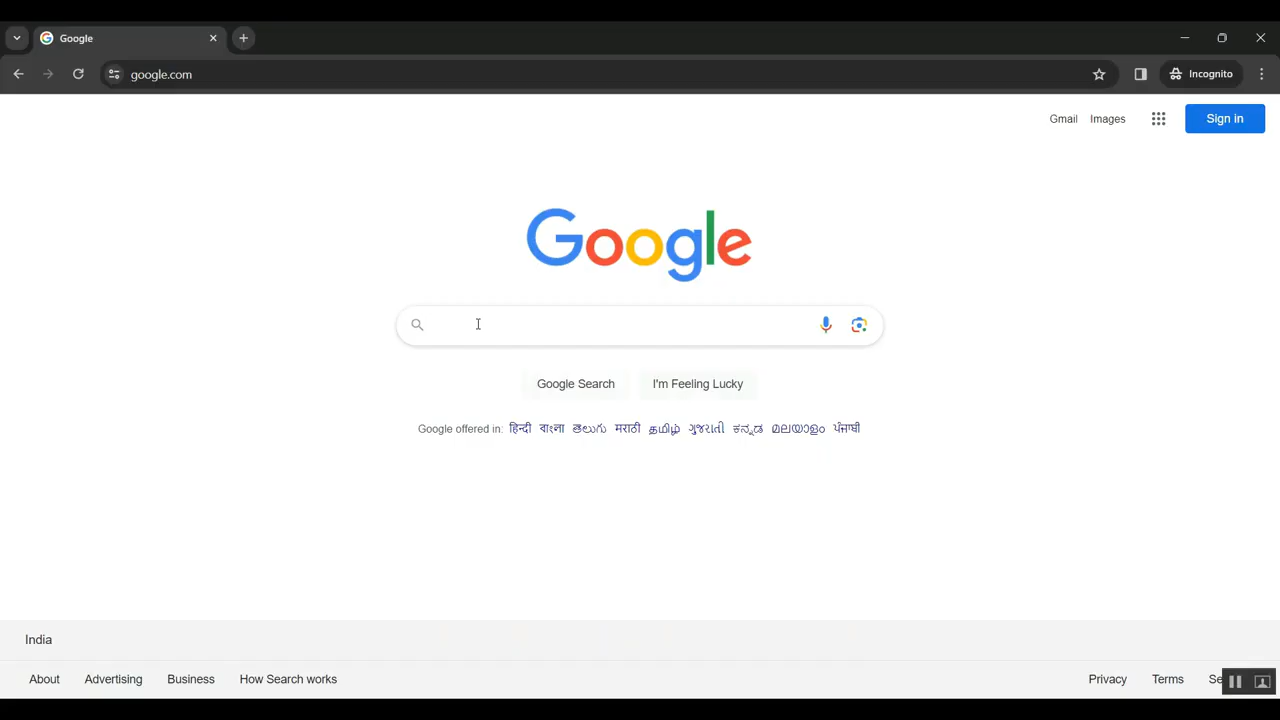 Google
google.com
Incognito
Gmail Images Sign in
Google
Google Search I'm Feeling Lucky
Google offered in: हिन्दी বাংলা తెలుగు मराठी தமிழ் ગુજરાતી ಕನ್ನಡ മലയാളം ਪੰਜਾਬੀ
India
About Advertising Business How Search works Privacy Terms Se